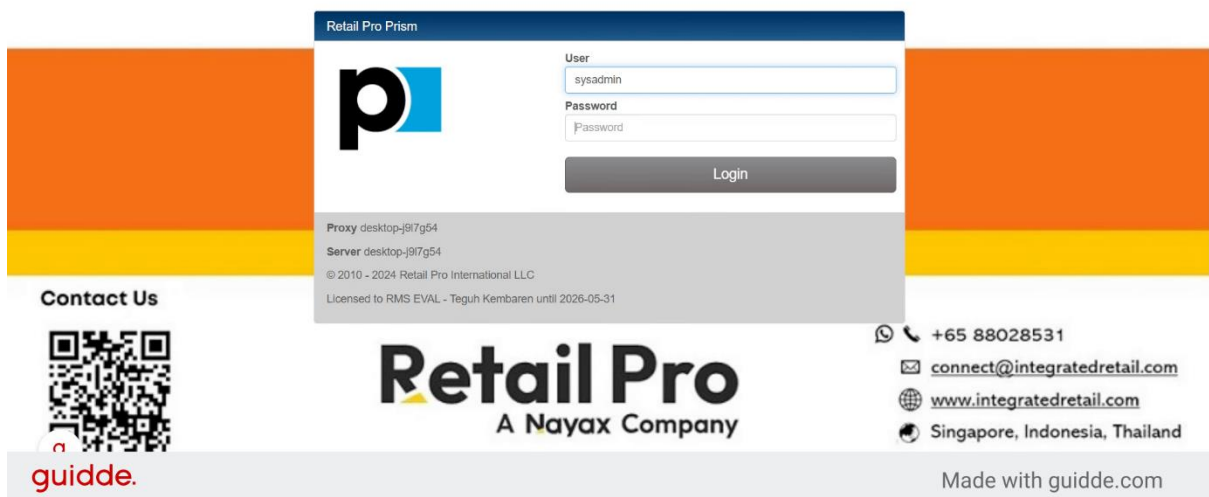 Retail Pro Prism
User
sysadmin
Password
Password
Login
Proxy desktop-j9l7g54
Server desktop-j9l7g54
© 2010 - 2024 Retail Pro International LLC
Licensed to RMS EVAL - Teguh Kembaren until 2026-05-31
Contact Us
Retail Pro
A Nayax Company
+65 88028531
connect@integratedretail.com
www.integratedretail.com
Singapore, Indonesia, Thailand
guidde.
Made with guidde.com